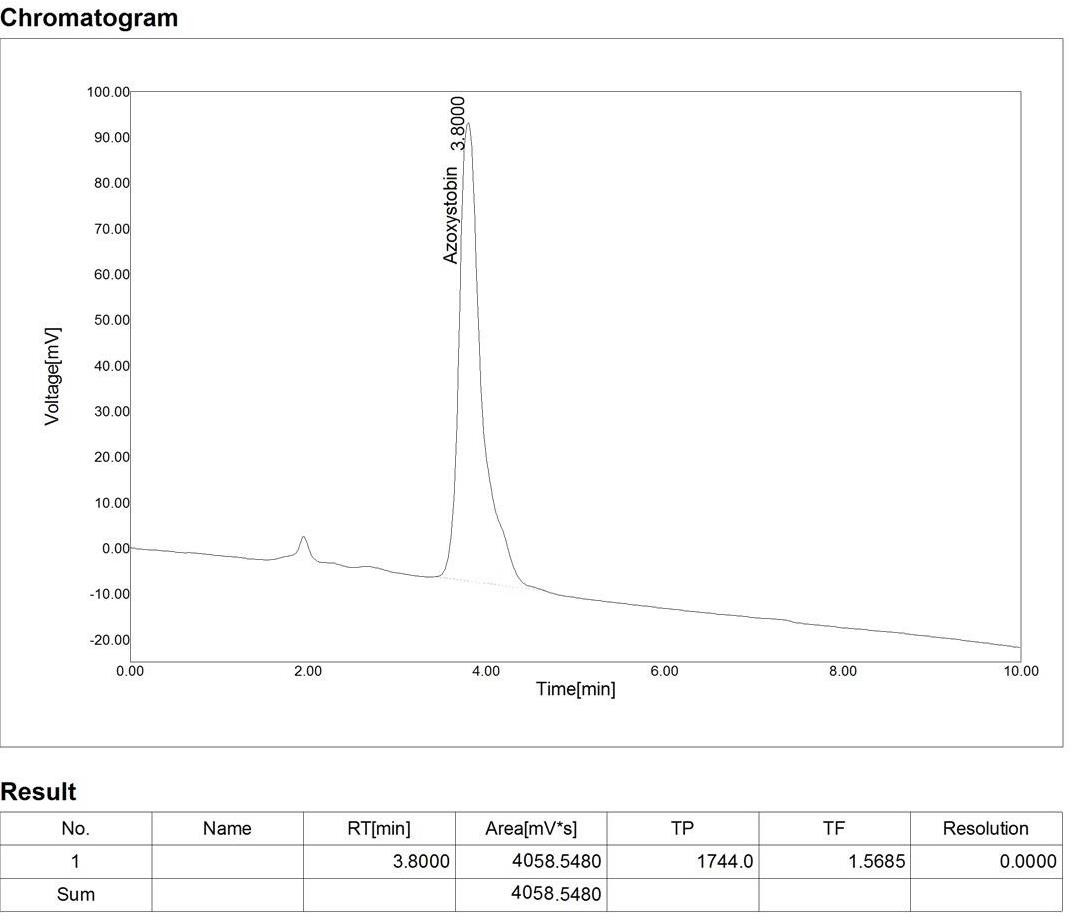 Chromatogram
100.00
90.00
80.00
70.00
60.00
50.00
40.00
30.00
20.00
10.00
0.00
-10.00
-20.00
Voltage[mV]
Azoxystobin 3.8000
0.00 2.00 4.00 6.00 8.00 10.00
Time[min]
Result
No. Name RT[min] Area[mV*s] TP TF Resolution
1 3.8000 4058.5480 1744.0 1.5685 0.0000
Sum 4058.5480